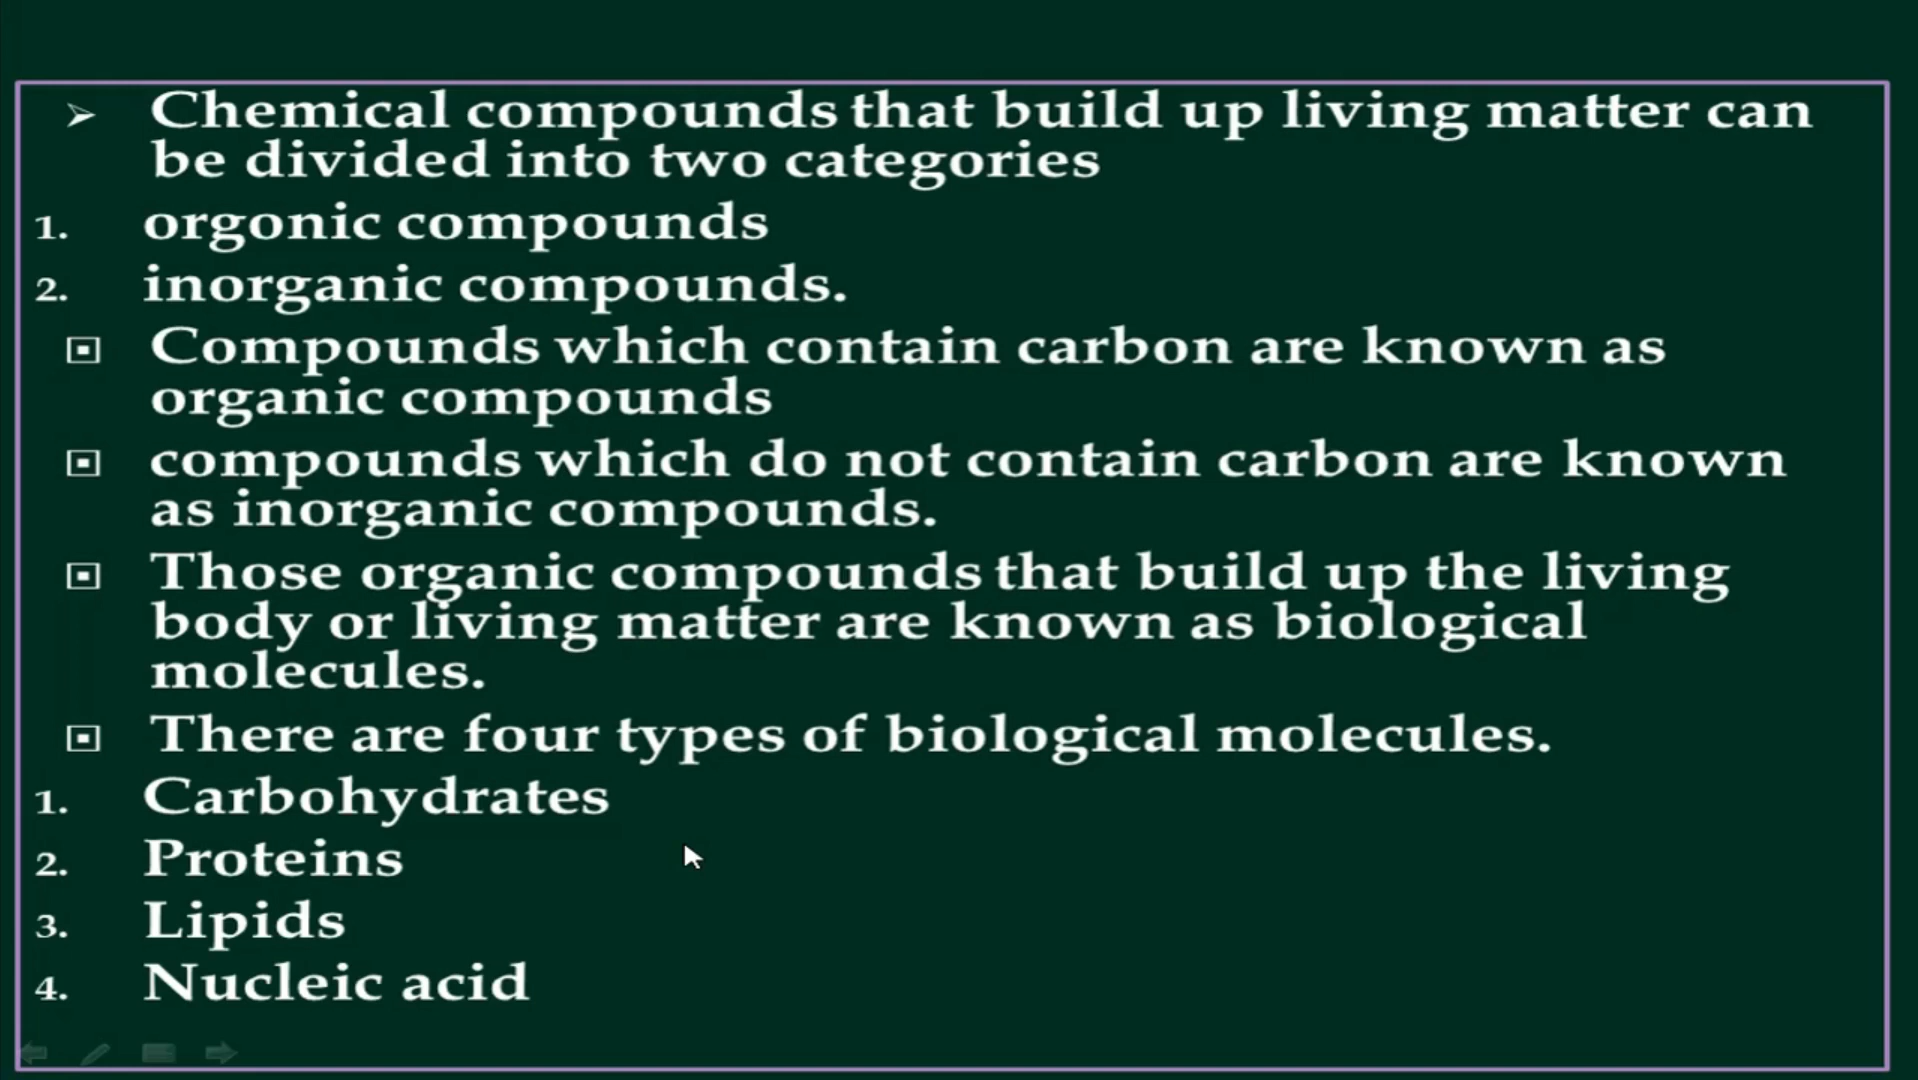 ➢ Chemical compounds that build up living matter can
be divided into two categories
1. orgonic compounds
2. inorganic compounds.
▣ Compounds which contain carbon are known as
organic compounds
▣ compounds which do not contain carbon are known
as inorganic compounds.
▣ Those organic compounds that build up the living
body or living matter are known as biological
molecules.
▣ There are four types of biological molecules.
1. Carbohydrates
2. Proteins
3. Lipids
4. Nucleic acid